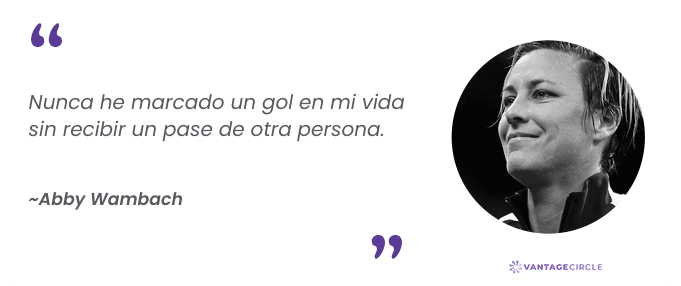 “
Nunca he marcado un gol en mi vida
sin recibir un pase de otra persona.
~Abby Wambach
”
VANTAGECIRCLE